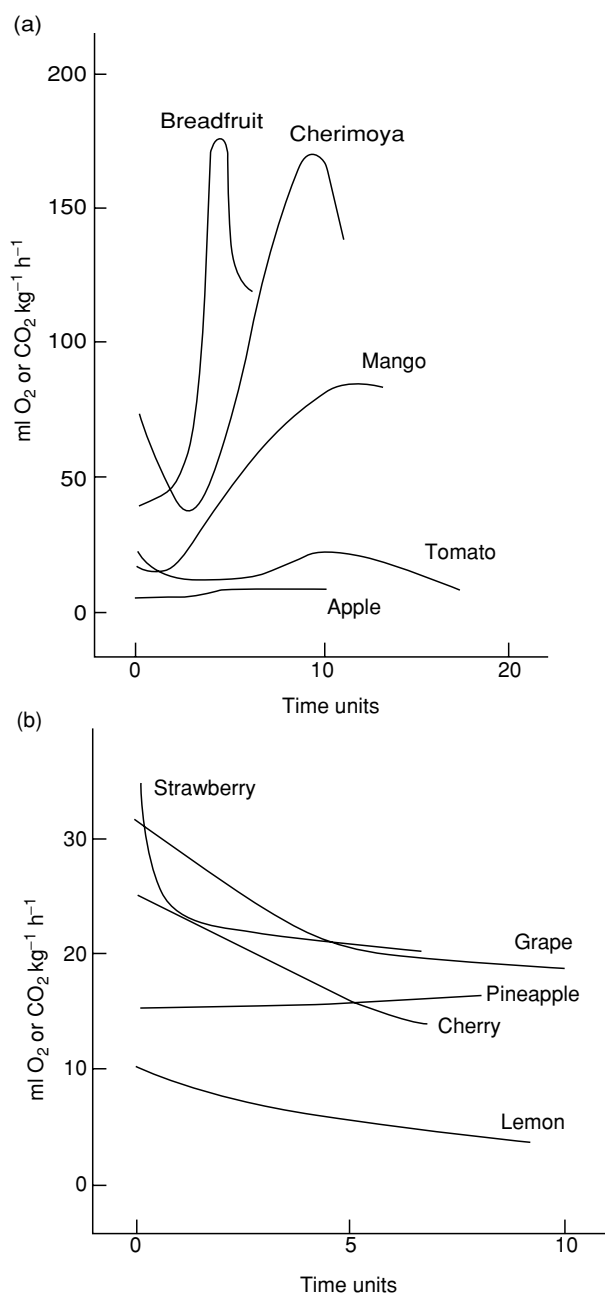 (a)
200
Breadfruit
Cherimoya
150
ml O₂ or CO₂ kg⁻¹ h⁻¹
100
Mango
50
Tomato
Apple
0
0 10 20
Time units
(b)
Strawberry
30
ml O₂ or CO₂ kg⁻¹ h⁻¹
20
Grape
Pineapple
Cherry
10
Lemon
0
0 5 10
Time units